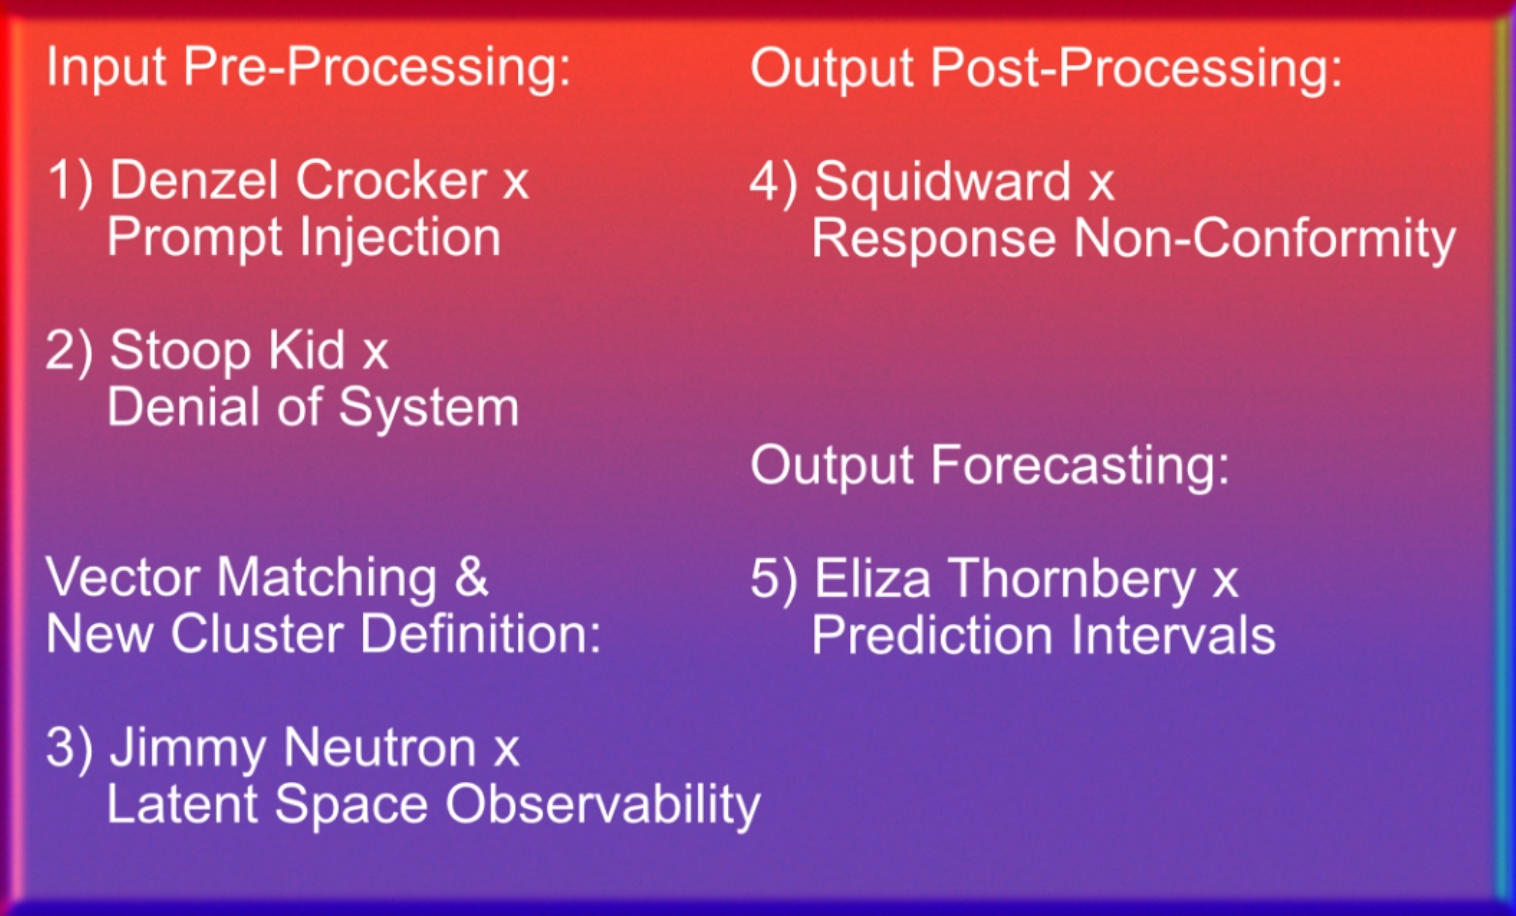 Input Pre-Processing:
1) Denzel Crocker x
Prompt Injection
2) Stoop Kid x
Denial of System
Vector Matching &
New Cluster Definition:
3) Jimmy Neutron x
Latent Space Observability
Output Post-Processing:
4) Squidward x
Response Non-Conformity
Output Forecasting:
5) Eliza Thornbery x
Prediction Intervals